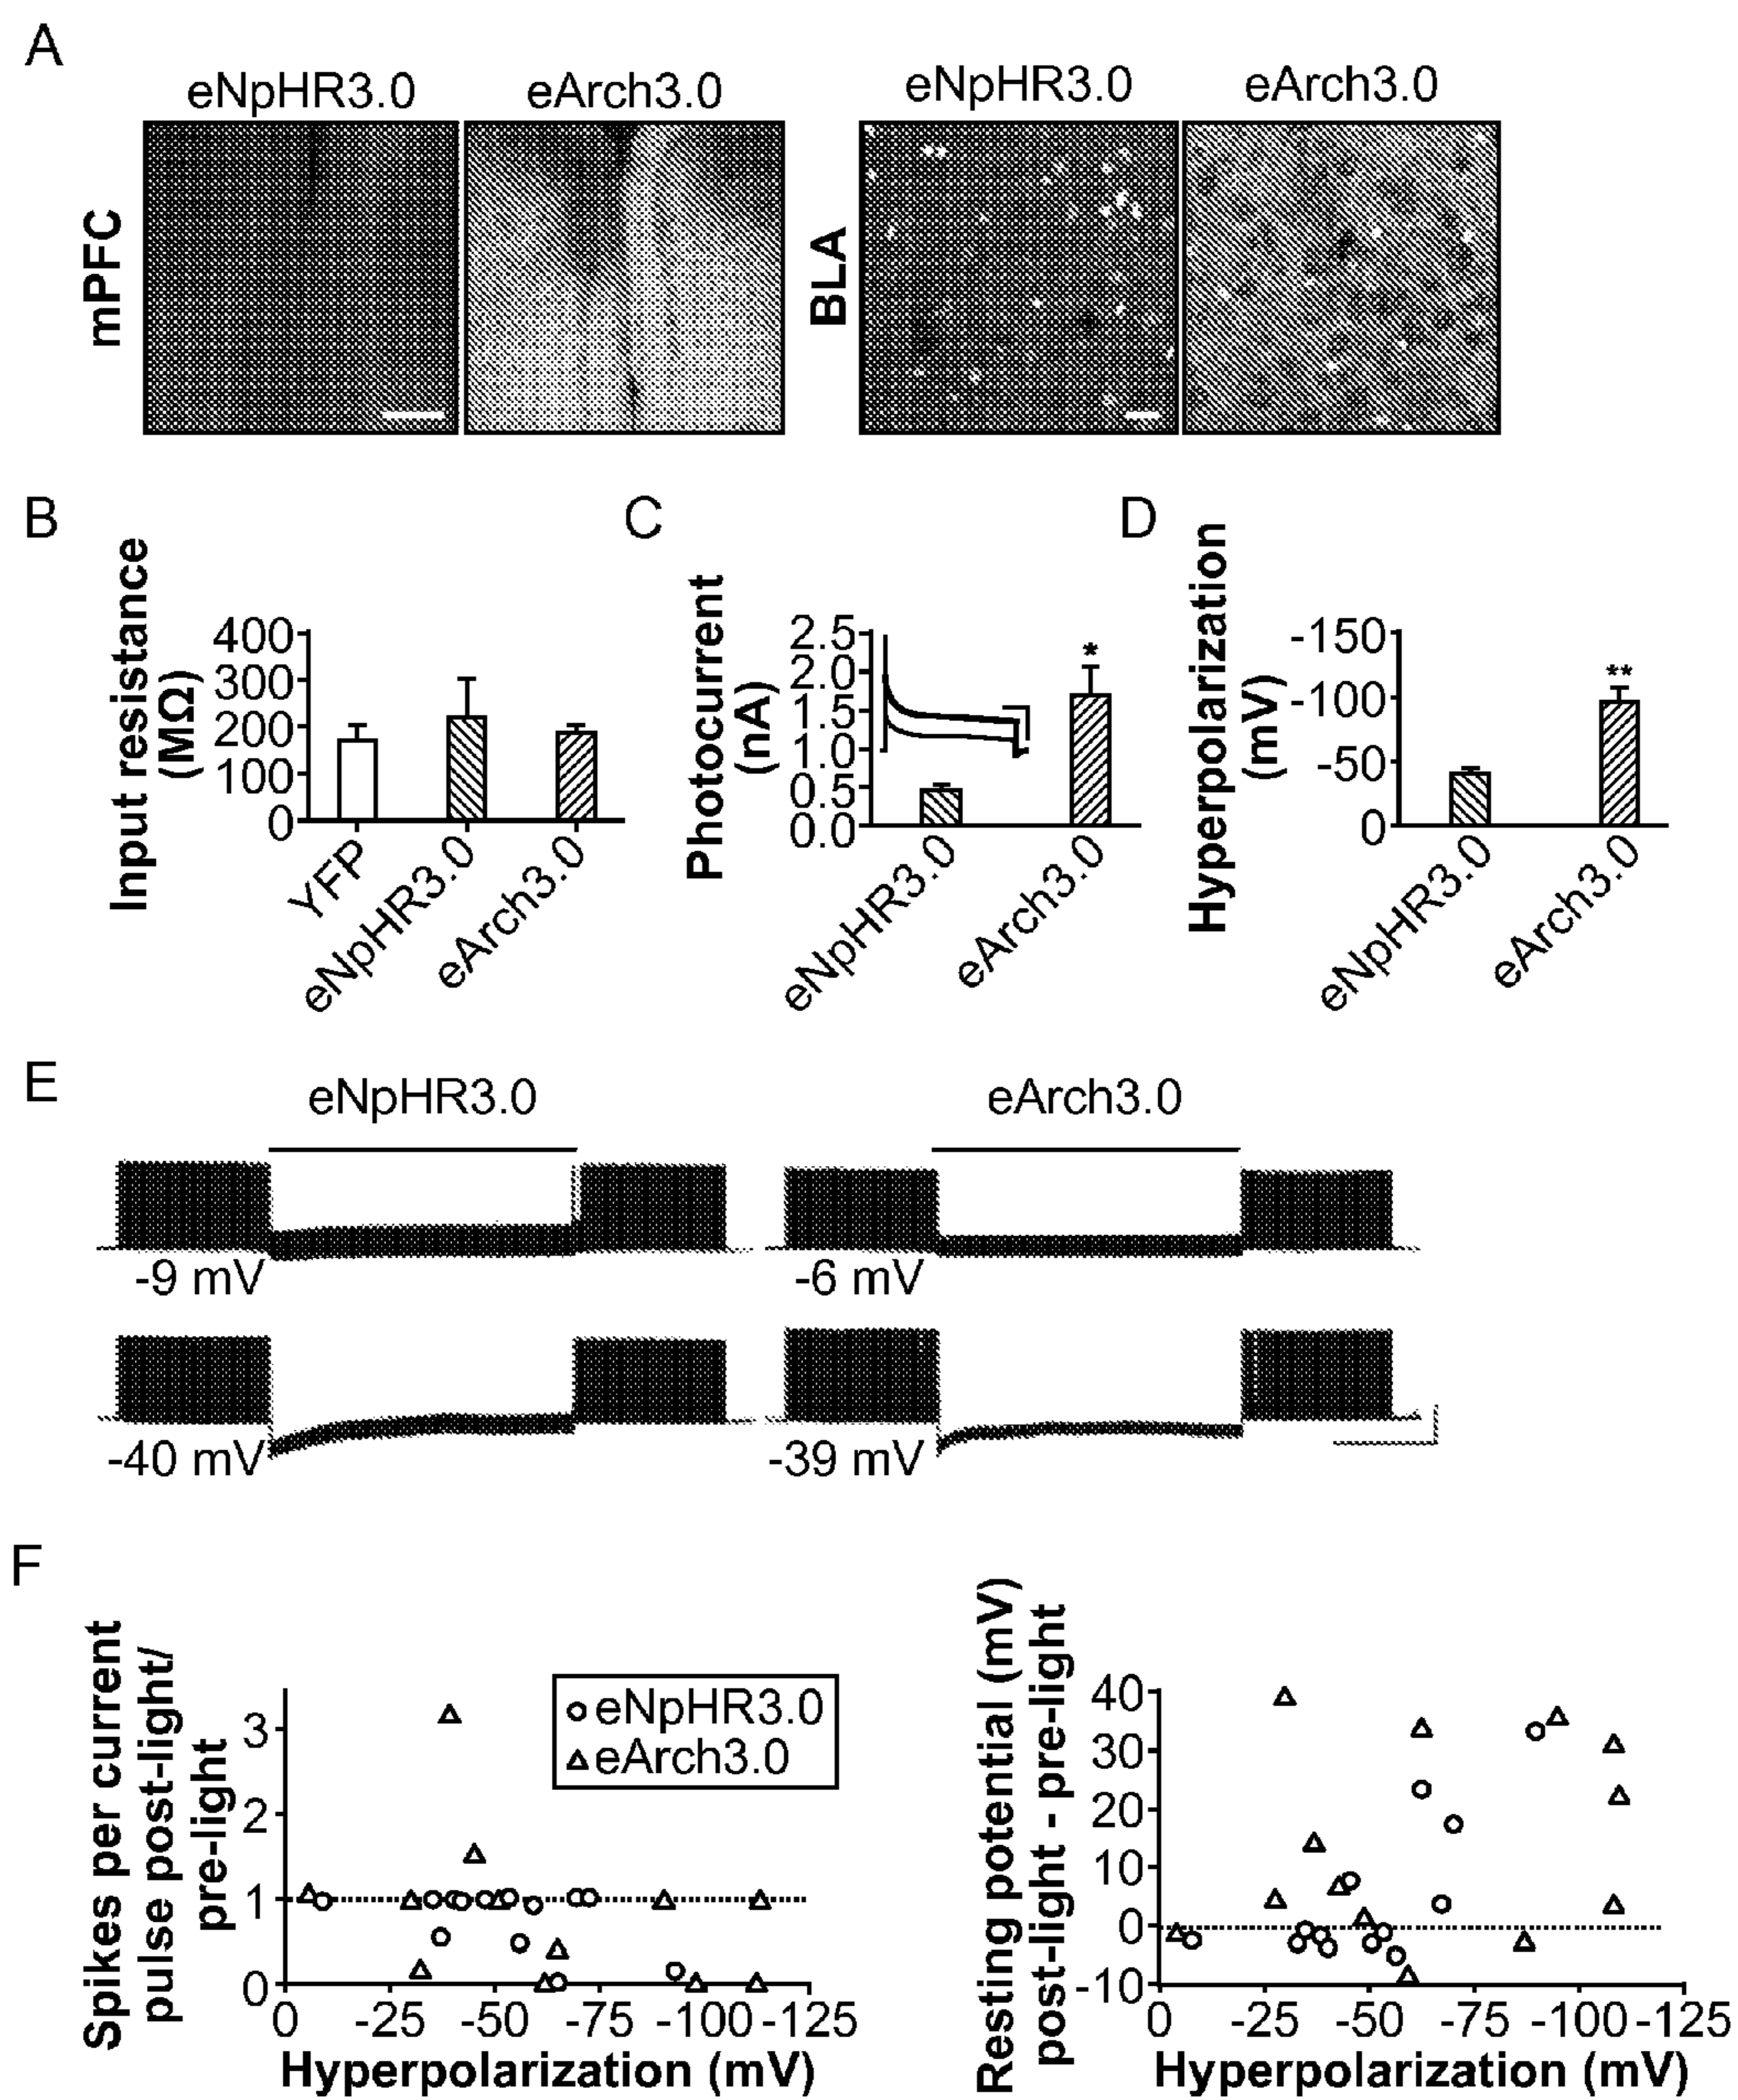 A
eNpHR3.0
eArch3.0
eNpHR3.0
eArch3.0
mPFC
BLA
B
Input resistance
(MΩ)
400
300
200
100
0
YFP
eNpHR3.0
eArch3.0
C
Photocurrent
(nA)
2.5
2.0
1.5
1.0
0.5
0.0
*
eNpHR3.0
eArch3.0
D
Hyperpolarization
(mV)
-150
-100
-50
0
**
eNpHR3.0
eArch3.0
E
eNpHR3.0
eArch3.0
-9 mV
-6 mV
-40 mV
-39 mV
F
Spikes per current
pulse post-light/
pre-light
3
2
1
0
eNpHR3.0
eArch3.0
0 -25 -50 -75 -100 -125
Hyperpolarization (mV)
Resting potential (mV)
post-light - pre-light
40
30
20
10
0
-10
0 -25 -50 -75 -100 -125
Hyperpolarization (mV)